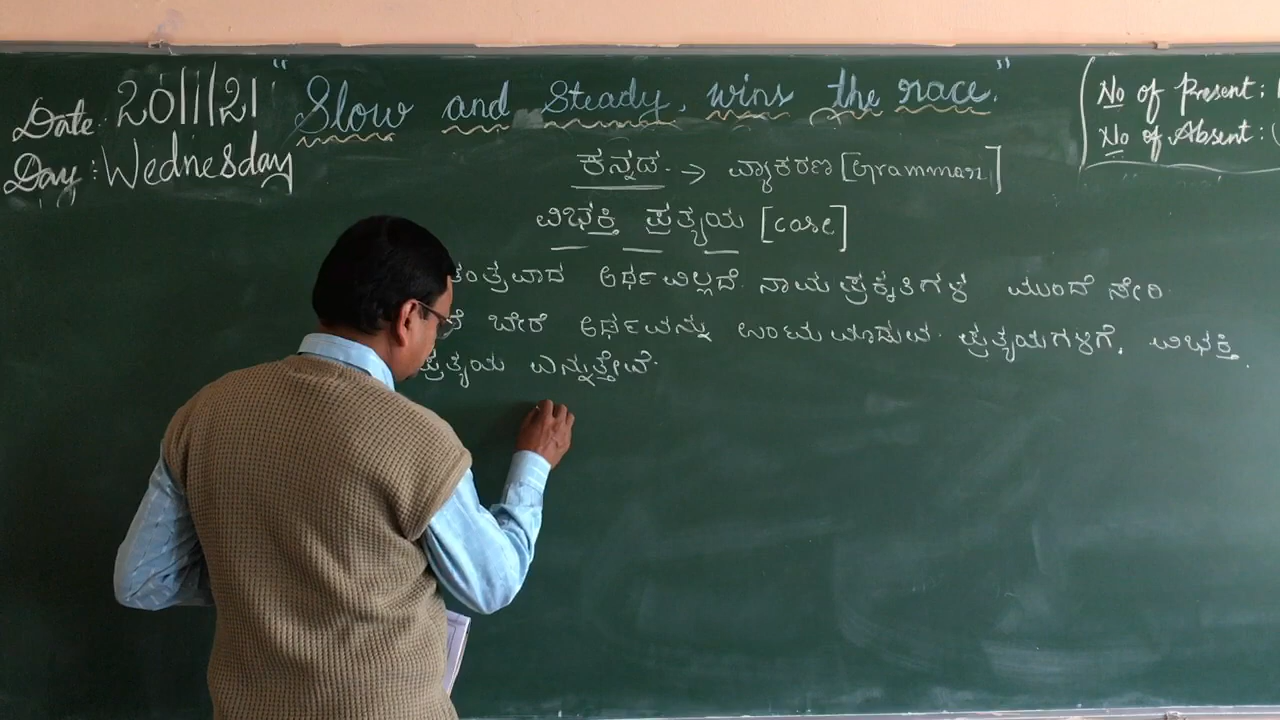 Date: 20/1/21 " Slow and Steady, wins the race. "
Day: Wednesday
No of Present:
No of Absent:
ಕನ್ನಡ. → ವ್ಯಾಕರಣ [Grammar]
ವಿಭಕ್ತಿ ಪ್ರತ್ಯಯ [case]
ತಂತ್ರವಾದ ಅರ್ಥವಿಲ್ಲದೆ. ನಾಮ ಪ್ರಕೃತಿಗಳ ಮುಂದೆ ಸೇರಿ
ಬೇರೆ ಅರ್ಥವನ್ನು ಉಂಟುಮಾಡುವ. ಪ್ರತ್ಯಯಗಳಿಗೆ, ವಿಭಕ್ತಿ
ಪ್ರತ್ಯಯ ಎನ್ನುತ್ತೇವೆ.